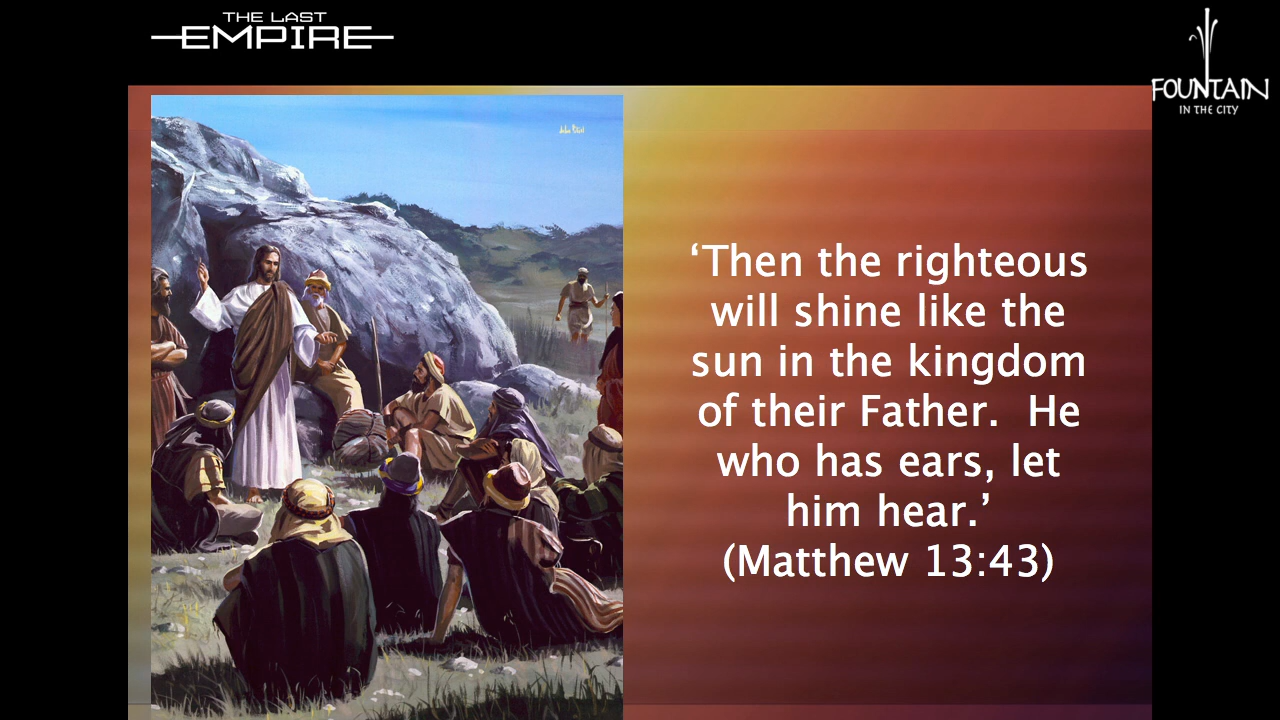 THE LAST
EMPIRE
FOUNTAIN
IN THE CITY
‘Then the righteous
will shine like the
sun in the kingdom
of their Father.  He
who has ears, let
him hear.’
(Matthew 13:43)